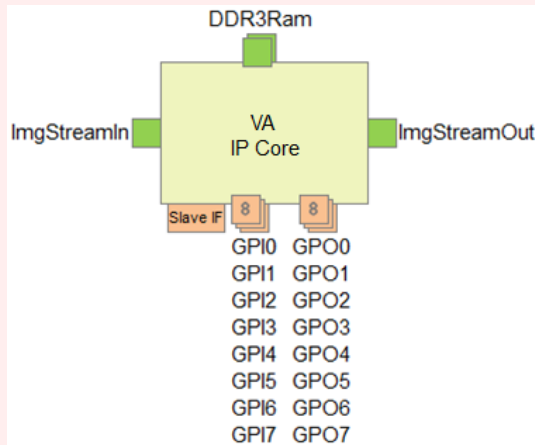 DDR3Ram
ImgStreamIn
VA
IP Core
ImgStreamOut
Slave IF
8 8
GPI0 GPO0
GPI1 GPO1
GPI2 GPO2
GPI3 GPO3
GPI4 GPO4
GPI5 GPO5
GPI6 GPO6
GPI7 GPO7